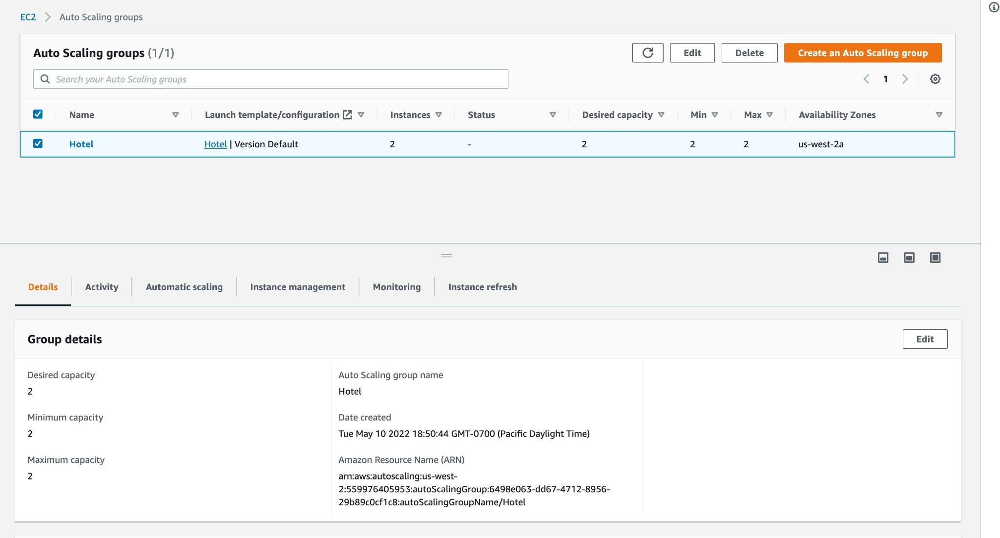 EC2 Auto Scaling groups
Auto Scaling groups (1/1) Edit Delete Create an Auto Scaling group
Search your Auto Scaling groups 1
Name Launch template/configuration Instances Status Desired capacity Min Max Availability Zones
Hotel Hotel | Version Default 2 - 2 2 2 us-west-2a
Details Activity Automatic scaling Instance management Monitoring Instance refresh
Group details Edit
Desired capacity
2
Minimum capacity
2
Maximum capacity
2
Auto Scaling group name
Hotel
Date created
Tue May 10 2022 18:50:44 GMT-0700 (Pacific Daylight Time)
Amazon Resource Name (ARN)
arn:aws:autoscaling:us-west-
2:559976405953:autoScalingGroup:6498e063-dd67-4712-8956-
29b89c0cf1c8:autoScalingGroupName/Hotel